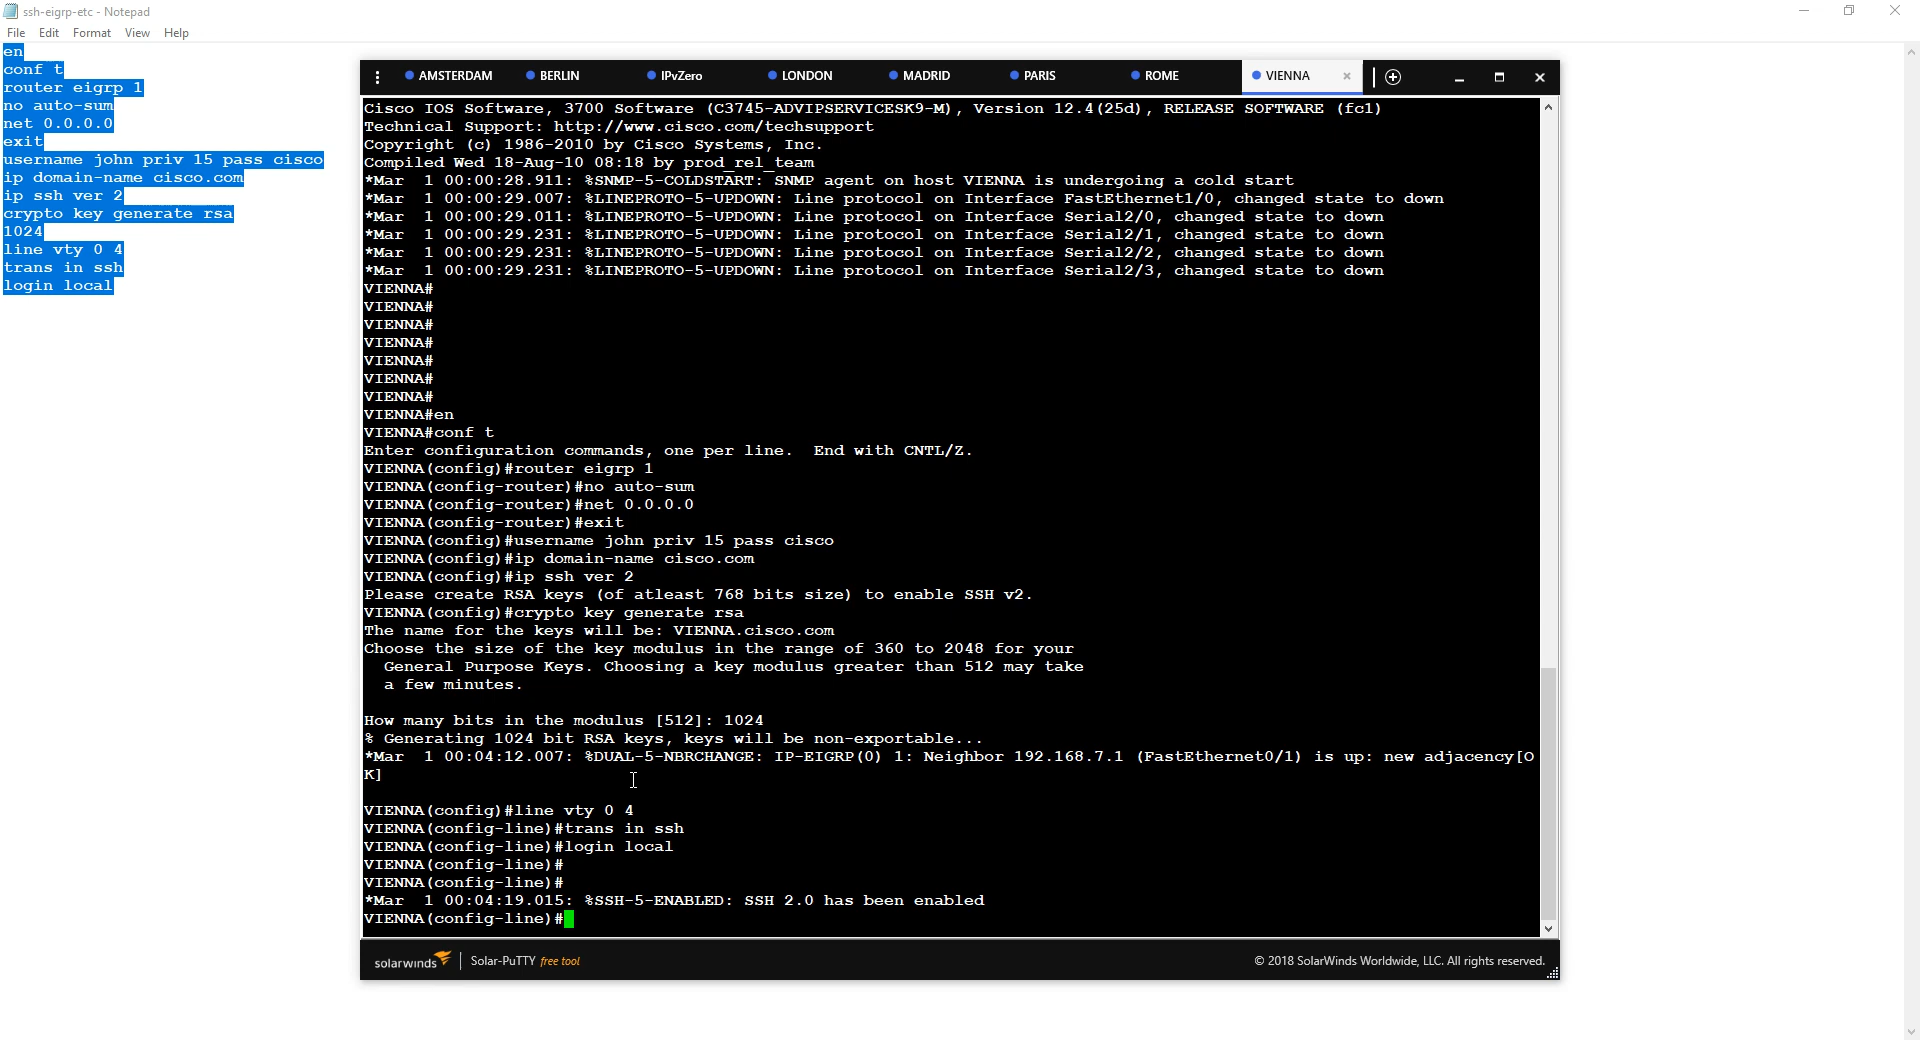 ssh-eigrp-etc - Notepad
File Edit Format View Help
en
conf t
router eigrp 1
no auto-sum
net 0.0.0.0
exit
username john priv 15 pass cisco
ip domain-name cisco.com
ip ssh ver 2
crypto key generate rsa
1024
line vty 0 4
trans in ssh
login local
AMSTERDAM BERLIN IPvZero LONDON MADRID PARIS ROME VIENNA
Cisco IOS Software, 3700 Software (C3745-ADVIPSERVICESK9-M), Version 12.4(25d), RELEASE SOFTWARE (fc1)
Technical Support: http://www.cisco.com/techsupport
Copyright (c) 1986-2010 by Cisco Systems, Inc.
Compiled Wed 18-Aug-10 08:18 by prod_rel_team
*Mar  1 00:00:28.911: %SNMP-5-COLDSTART: SNMP agent on host VIENNA is undergoing a cold start
*Mar  1 00:00:29.007: %LINEPROTO-5-UPDOWN: Line protocol on Interface FastEthernet1/0, changed state to down
*Mar  1 00:00:29.011: %LINEPROTO-5-UPDOWN: Line protocol on Interface Serial2/0, changed state to down
*Mar  1 00:00:29.231: %LINEPROTO-5-UPDOWN: Line protocol on Interface Serial2/1, changed state to down
*Mar  1 00:00:29.231: %LINEPROTO-5-UPDOWN: Line protocol on Interface Serial2/2, changed state to down
*Mar  1 00:00:29.231: %LINEPROTO-5-UPDOWN: Line protocol on Interface Serial2/3, changed state to down
VIENNA#
VIENNA#
VIENNA#
VIENNA#
VIENNA#
VIENNA#
VIENNA#
VIENNA#en
VIENNA#conf t
Enter configuration commands, one per line.  End with CNTL/Z.
VIENNA(config)#router eigrp 1
VIENNA(config-router)#no auto-sum
VIENNA(config-router)#net 0.0.0.0
VIENNA(config-router)#exit
VIENNA(config)#username john priv 15 pass cisco
VIENNA(config)#ip domain-name cisco.com
VIENNA(config)#ip ssh ver 2
Please create RSA keys (of atleast 768 bits size) to enable SSH v2.
VIENNA(config)#crypto key generate rsa
The name for the keys will be: VIENNA.cisco.com
Choose the size of the key modulus in the range of 360 to 2048 for your
  General Purpose Keys. Choosing a key modulus greater than 512 may take
  a few minutes.
How many bits in the modulus [512]: 1024
% Generating 1024 bit RSA keys, keys will be non-exportable...
*Mar  1 00:04:12.007: %DUAL-5-NBRCHANGE: IP-EIGRP(0) 1: Neighbor 192.168.7.1 (FastEthernet0/1) is up: new adjacency[O
K]
VIENNA(config)#line vty 0 4
VIENNA(config-line)#trans in ssh
VIENNA(config-line)#login local
VIENNA(config-line)#
VIENNA(config-line)#
*Mar  1 00:04:19.015: %SSH-5-ENABLED: SSH 2.0 has been enabled
VIENNA(config-line)#
solarwinds Solar-PuTTY free tool © 2018 SolarWinds Worldwide, LLC. All rights reserved.